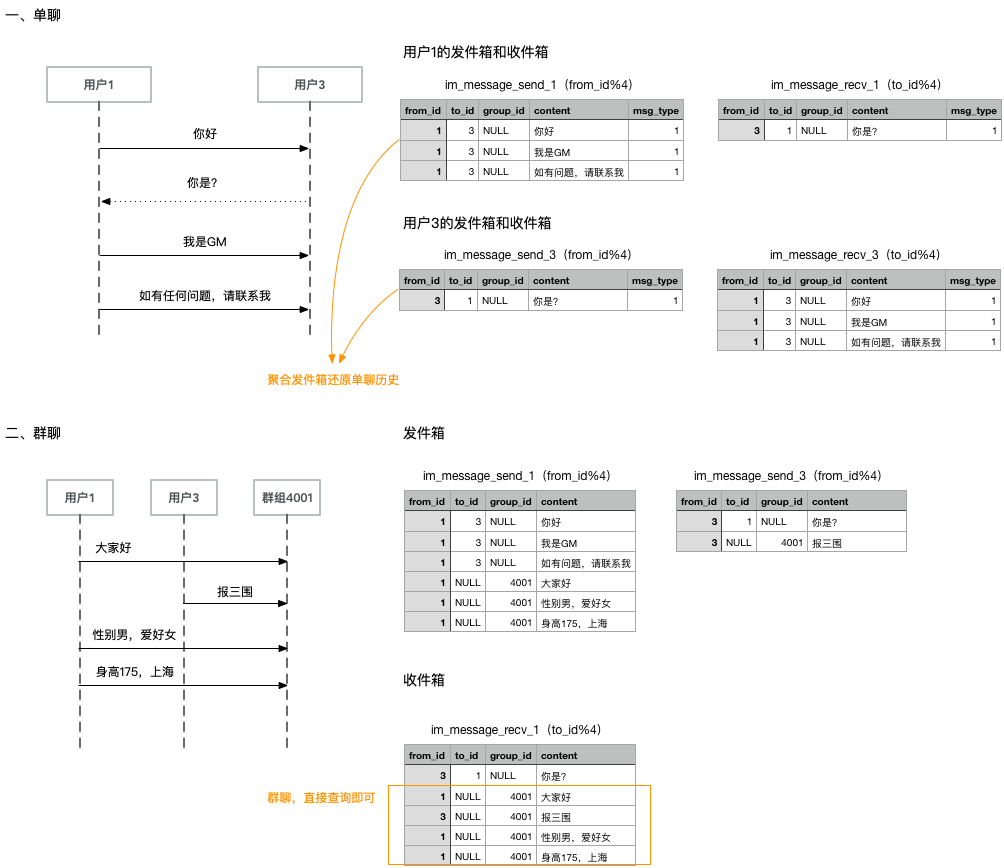 一、单聊
用户1
用户3
你好
你是?
我是GM
如有任何问题，请联系我
用户1的发件箱和收件箱
im_message_send_1（from_id%4）
from_id to_id group_id content msg_type
1 3 NULL 你好 1
1 3 NULL 我是GM 1
1 3 NULL 如有问题，请联系我 1
im_message_recv_1（to_id%4）
from_id to_id group_id content msg_type
3 1 NULL 你是? 1
用户3的发件箱和收件箱
im_message_send_3（from_id%4）
from_id to_id group_id content msg_type
3 1 NULL 你是? 1
im_message_recv_3（to_id%4）
from_id to_id group_id content msg_type
1 3 NULL 你好 1
1 3 NULL 我是GM 1
1 3 NULL 如有问题，请联系我 1
聚合发件箱还原单聊历史
二、群聊
用户1
用户3
群组4001
大家好
报三围
性别男，爱好女
身高175，上海
发件箱
im_message_send_1（from_id%4）
from_id to_id group_id content
1 3 NULL 你好
1 3 NULL 我是GM
1 3 NULL 如有问题，请联系我
1 NULL 4001 大家好
1 NULL 4001 性别男，爱好女
1 NULL 4001 身高175，上海
im_message_send_3（from_id%4）
from_id to_id group_id content
3 1 NULL 你是?
3 NULL 4001 报三围
收件箱
im_message_recv_1（to_id%4）
from_id to_id group_id content
3 1 NULL 你是?
1 NULL 4001 大家好
3 NULL 4001 报三围
1 NULL 4001 性别男，爱好女
1 NULL 4001 身高175，上海
群聊，直接查询即可